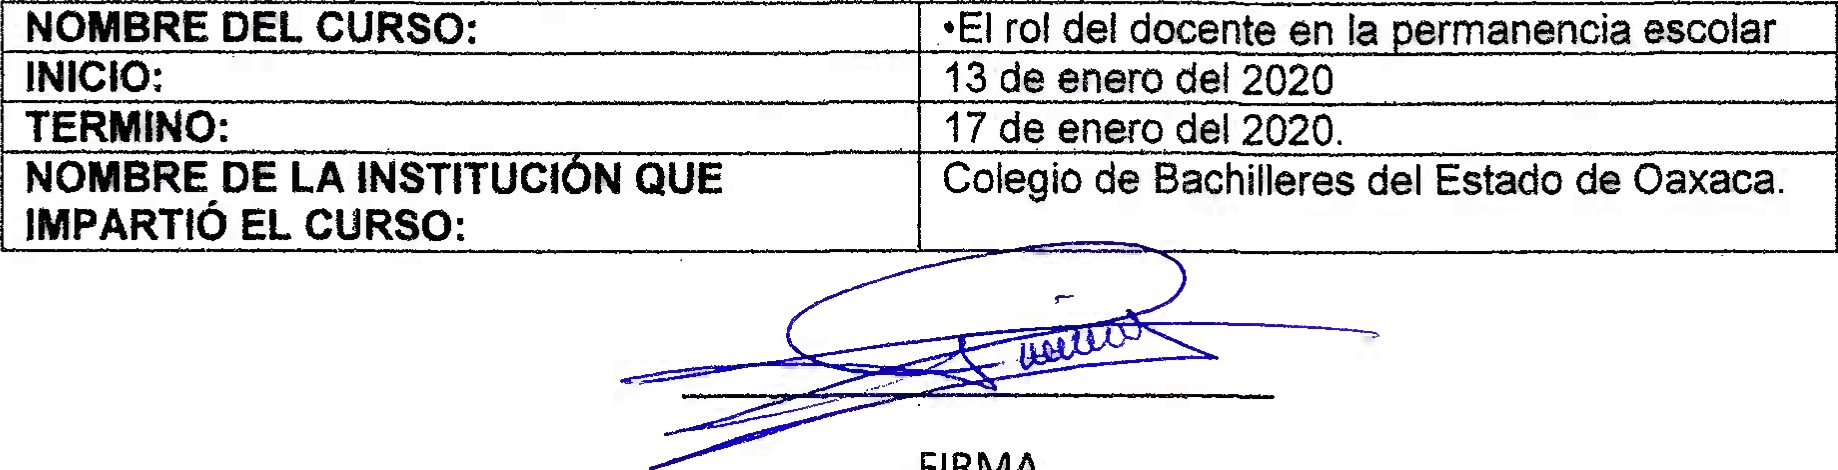 NOMBRE DEL CURSO: •El rol del docente en la permanencia escolar
INICIO: 13 de enero del 2020
TERMINO: 17 de enero del 2020.
NOMBRE DE LA INSTITUCIÓN QUE Colegio de Bachilleres del Estado de Oaxaca.
IMPARTIÓ EL CURSO:
FIRMA